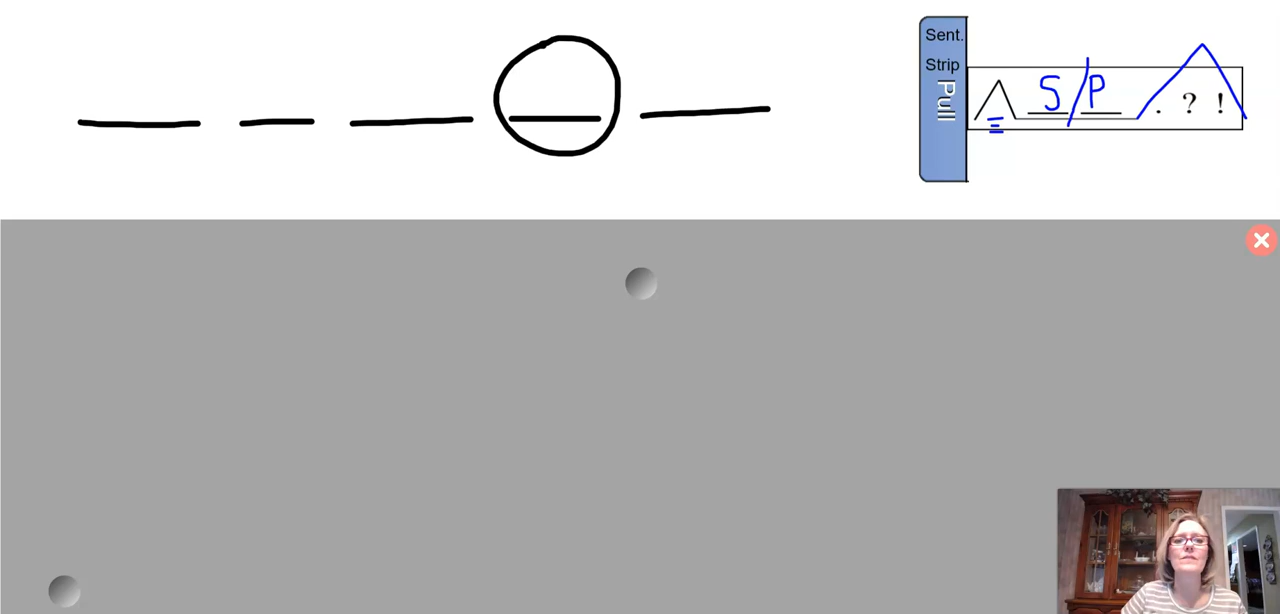 Sent.
Strip
Pull
S/P . ? !